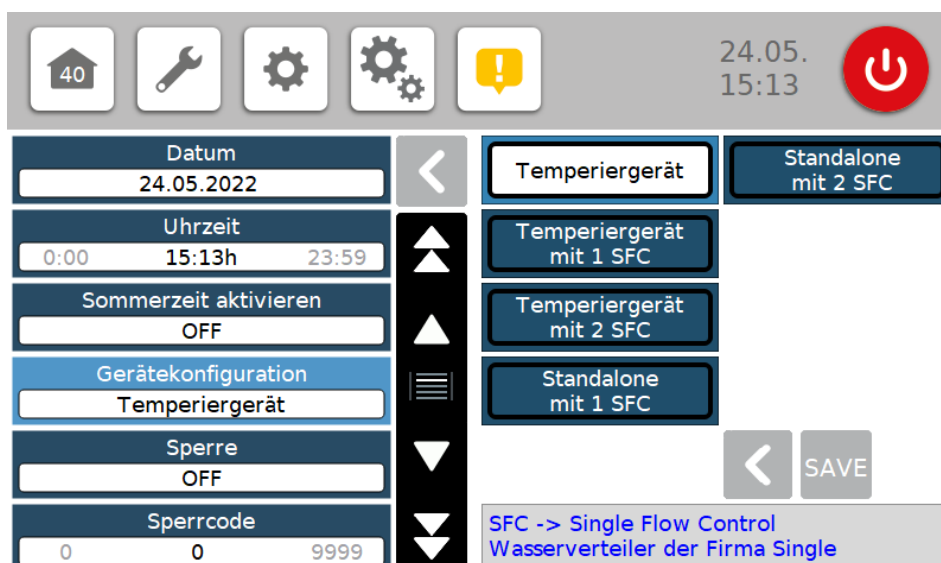 40
!
24.05.
15:13
Datum
24.05.2022
Uhrzeit
0:00 15:13h 23:59
Sommerzeit aktivieren
OFF
Gerätekonfiguration
Temperiergerät
Sperre
OFF
Sperrcode
0 0 9999
Temperiergerät
Standalone
mit 2 SFC
Temperiergerät
mit 1 SFC
Temperiergerät
mit 2 SFC
Standalone
mit 1 SFC
SAVE
SFC -> Single Flow Control
Wasserverteiler der Firma Single